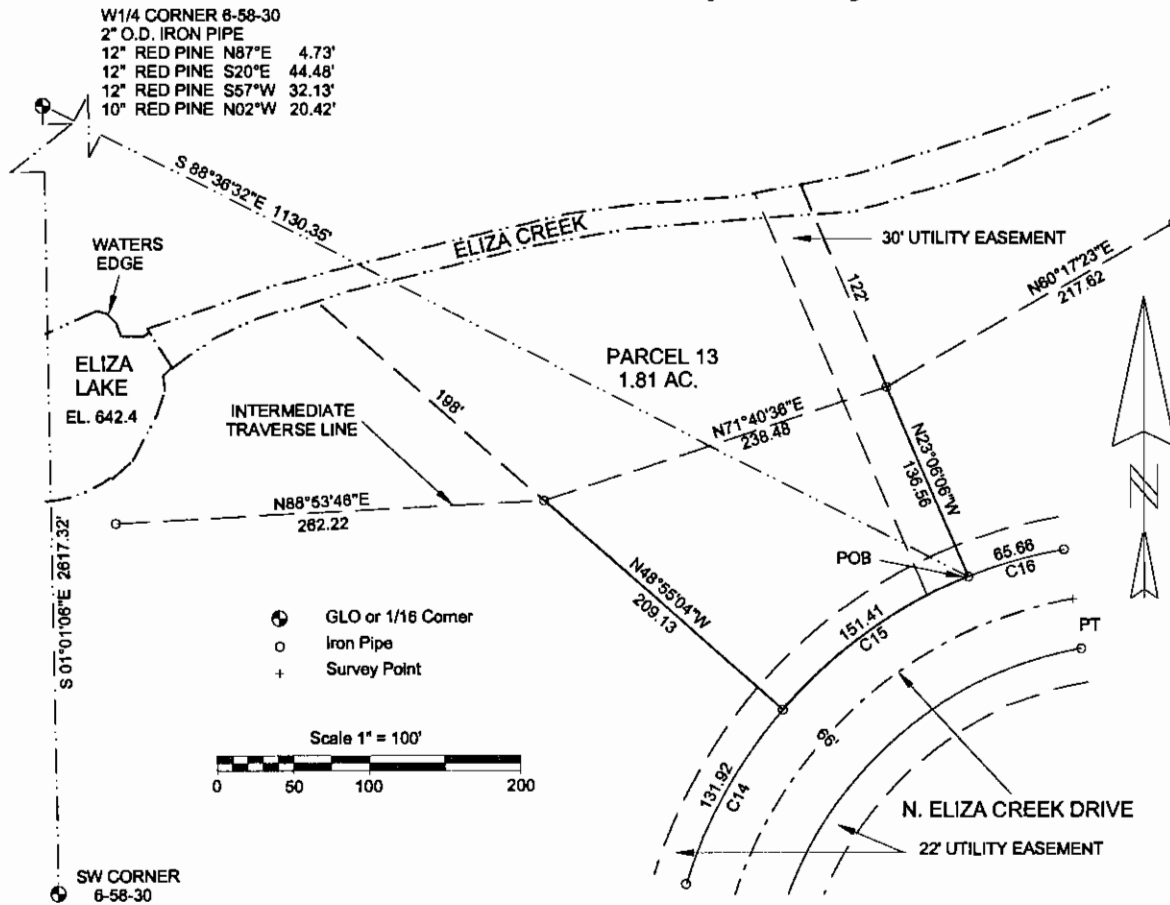 W1/4 CORNER 6-58-30
2" O.D. IRON PIPE
12" RED PINE N87°E 4.73'
12" RED PINE S20°E 44.48'
12" RED PINE S57°W 32.13'
10" RED PINE N02°W 20.42'
S 88°36'32"E 1130.35'
ELIZA CREEK
WATERS
EDGE
30' UTILITY EASEMENT
N60°17'23"E
217.62
122'
ELIZA
LAKE
EL. 642.4
PARCEL 13
1.81 AC.
198'
INTERMEDIATE
TRAVERSE LINE
N71°40'36"E
238.48
N23°06'06"W
136.56
N
N88°53'46"E
262.22
POB
65.66
C16
S 01°01'06"E 2617.32'
N48°55'04"W
209.13
151.41
C15
GLO or 1/16 Corner
Iron Pipe
Survey Point
PT
66'
Scale 1" = 100'
0 50 100 200
131.92
C14
N. ELIZA CREEK DRIVE
22' UTILITY EASEMENT
SW CORNER
6-58-30